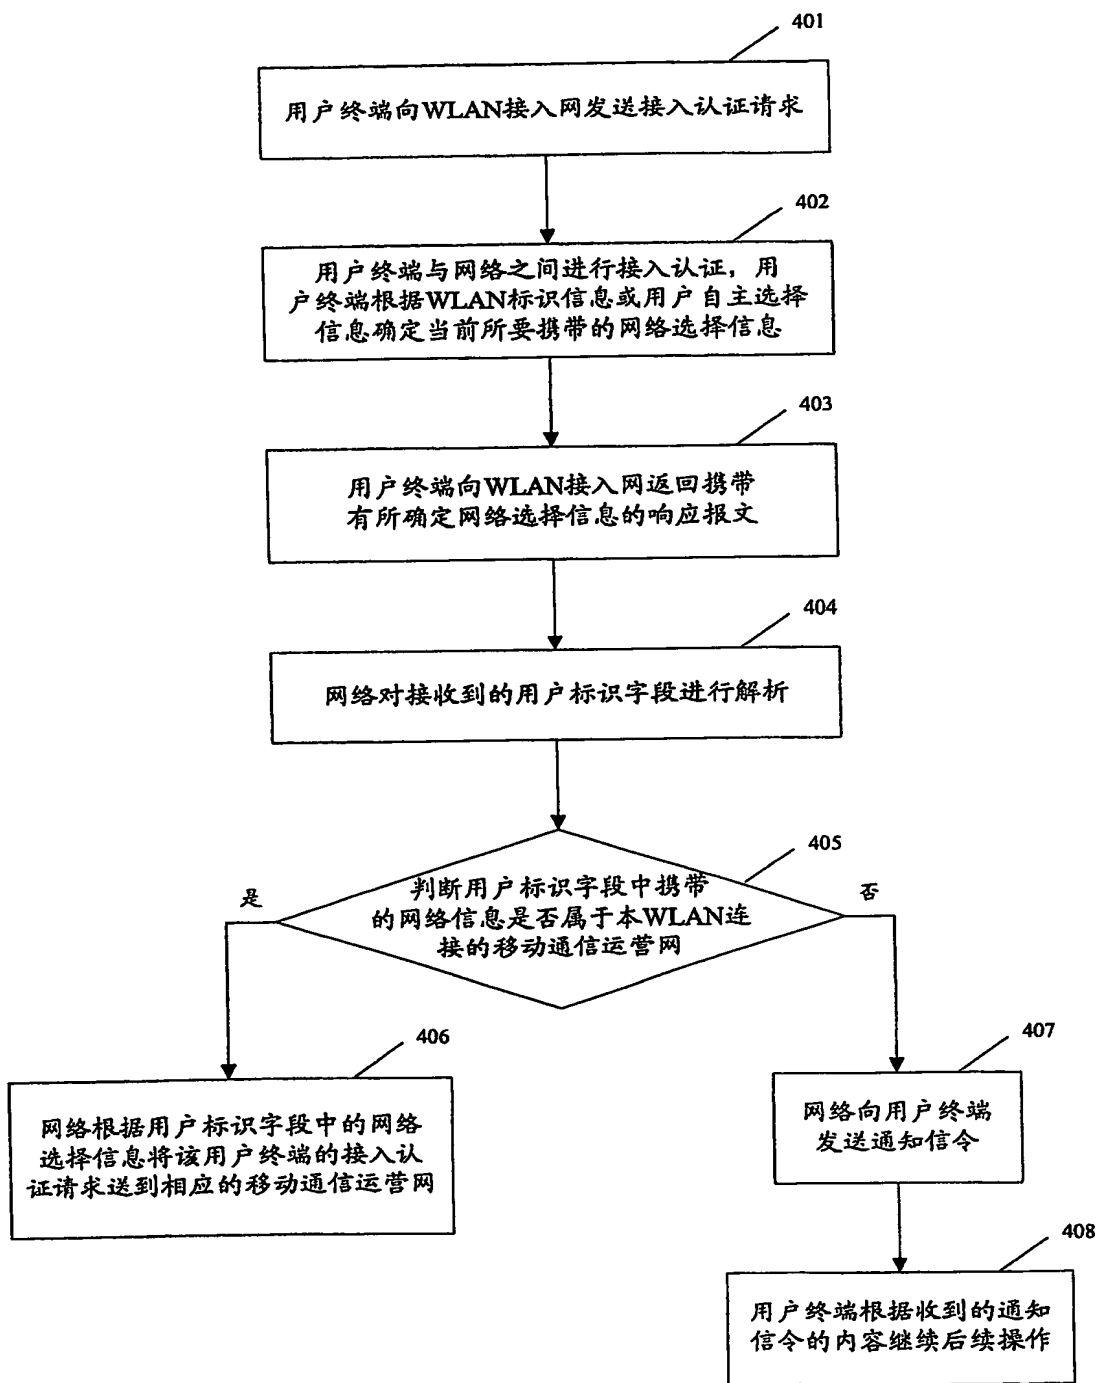 401
用户终端向WLAN接入网发送接入认证请求
402
用户终端与网络之间进行接入认证,用
户终端根据WLAN标识信息或用户自主选择
信息确定当前所要携带的网络选择信息
403
用户终端向WLAN接入网返回携带
有所确定网络选择信息的响应报文
404
网络对接收到的用户标识字段进行解析
405
是
判断用户标识字段中携带
的网络信息是否属于本WLAN连
接的移动通信运营网
否
406
网络根据用户标识字段中的网络
选择信息将该用户终端的接入认
证请求送到相应的移动通信运营网
407
网络向用户终端
发送通知信令
408
用户终端根据收到的通知
信令的内容继续后续操作